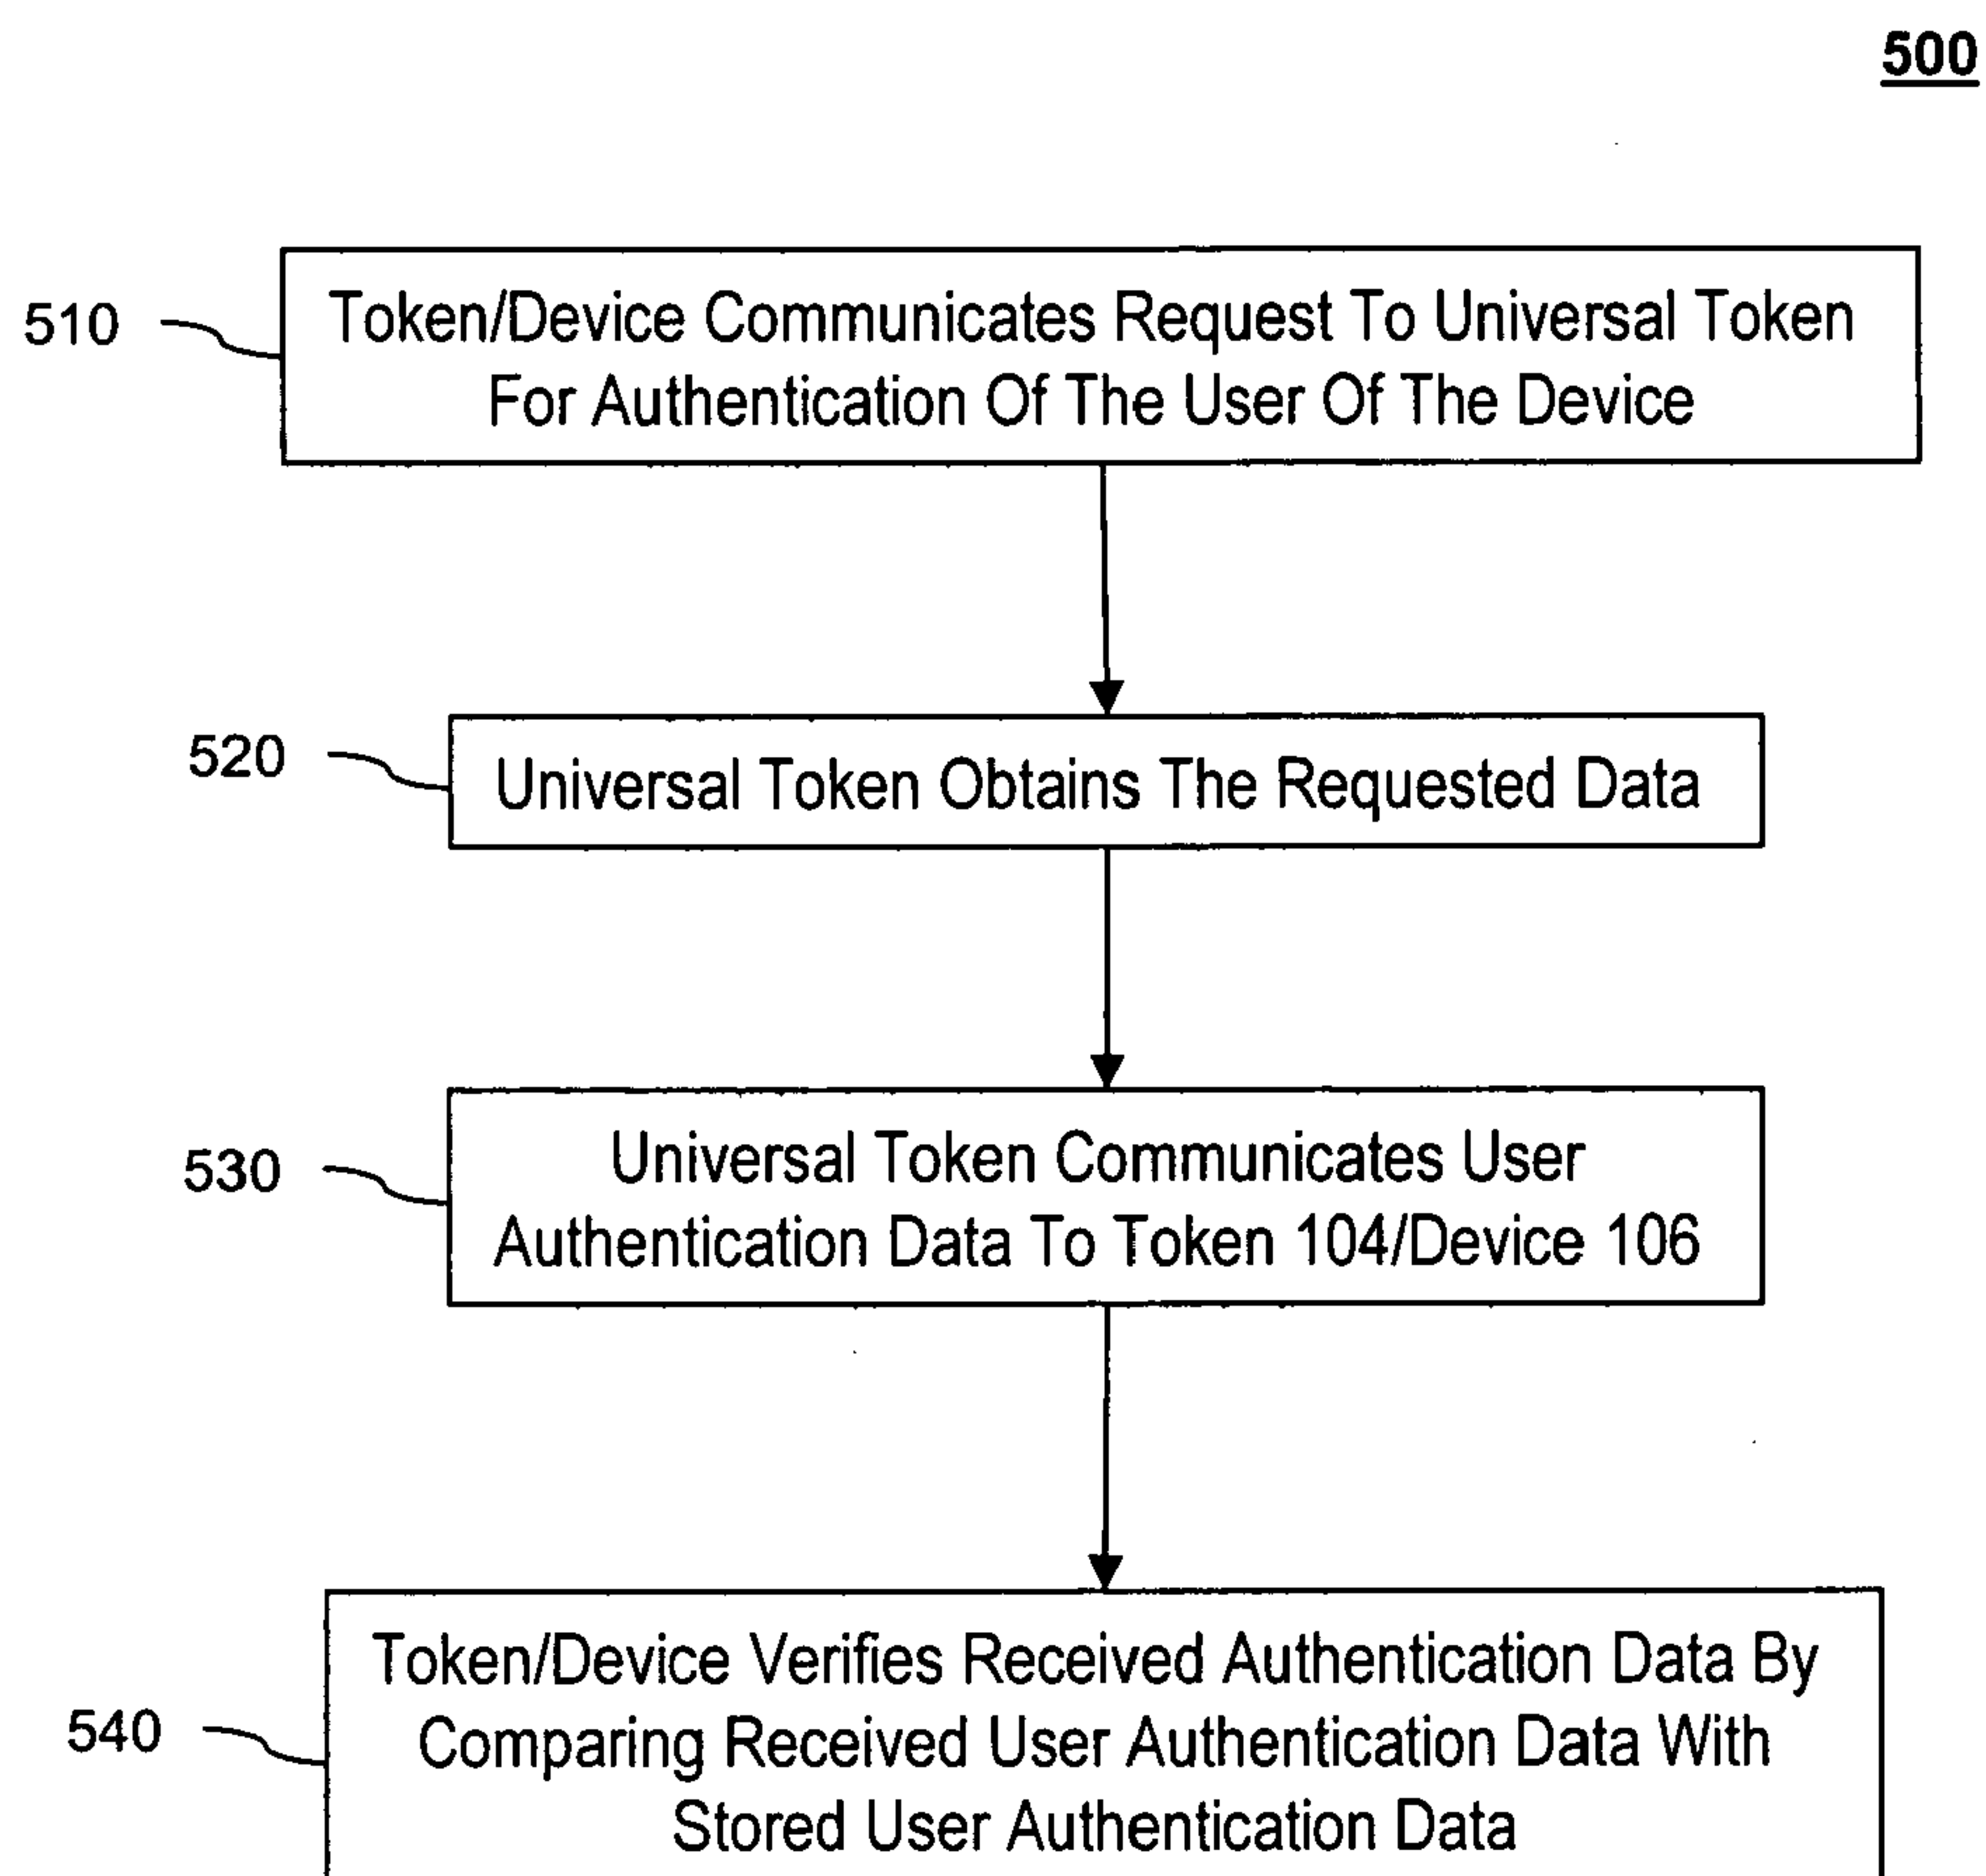 500
510
Token/Device Communicates Request To Universal Token
For Authentication Of The User Of The Device
520
Universal Token Obtains The Requested Data
530
Universal Token Communicates User
Authentication Data To Token 104/Device 106
540
Token/Device Verifies Received Authentication Data By
Comparing Received User Authentication Data With
Stored User Authentication Data